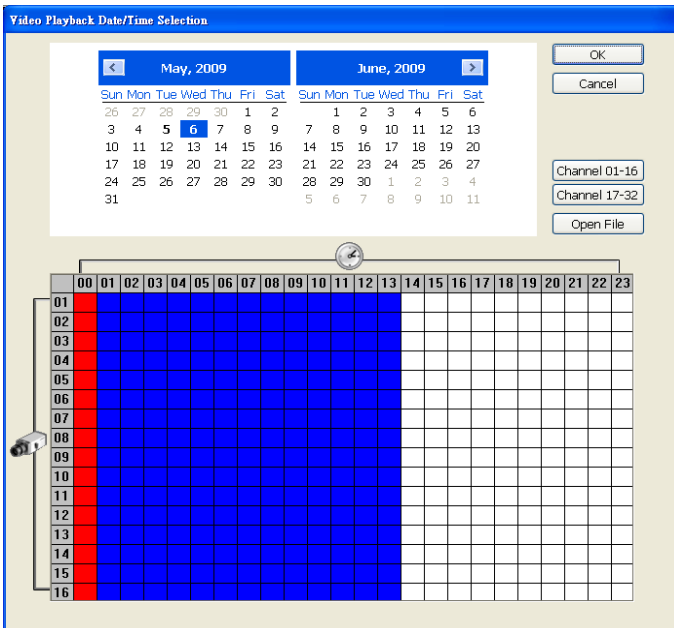 Video Playback Date/Time Selection
May, 2009 June, 2009
Sun Mon Tue Wed Thu Fri Sat Sun Mon Tue Wed Thu Fri Sat
26 27 28 29 30 1 2 1 2 3 4 5 6
3 4 5 6 7 8 9 7 8 9 10 11 12 13
10 11 12 13 14 15 16 14 15 16 17 18 19 20
17 18 19 20 21 22 23 21 22 23 24 25 26 27
24 25 26 27 28 29 30 28 29 30 1 2 3 4
31 5 6 7 8 9 10 11
OK
Cancel
Channel 01-16
Channel 17-32
Open File
00 01 02 03 04 05 06 07 08 09 10 11 12 13 14 15 16 17 18 19 20 21 22 23
01
02
03
04
05
06
07
08
09
10
11
12
13
14
15
16